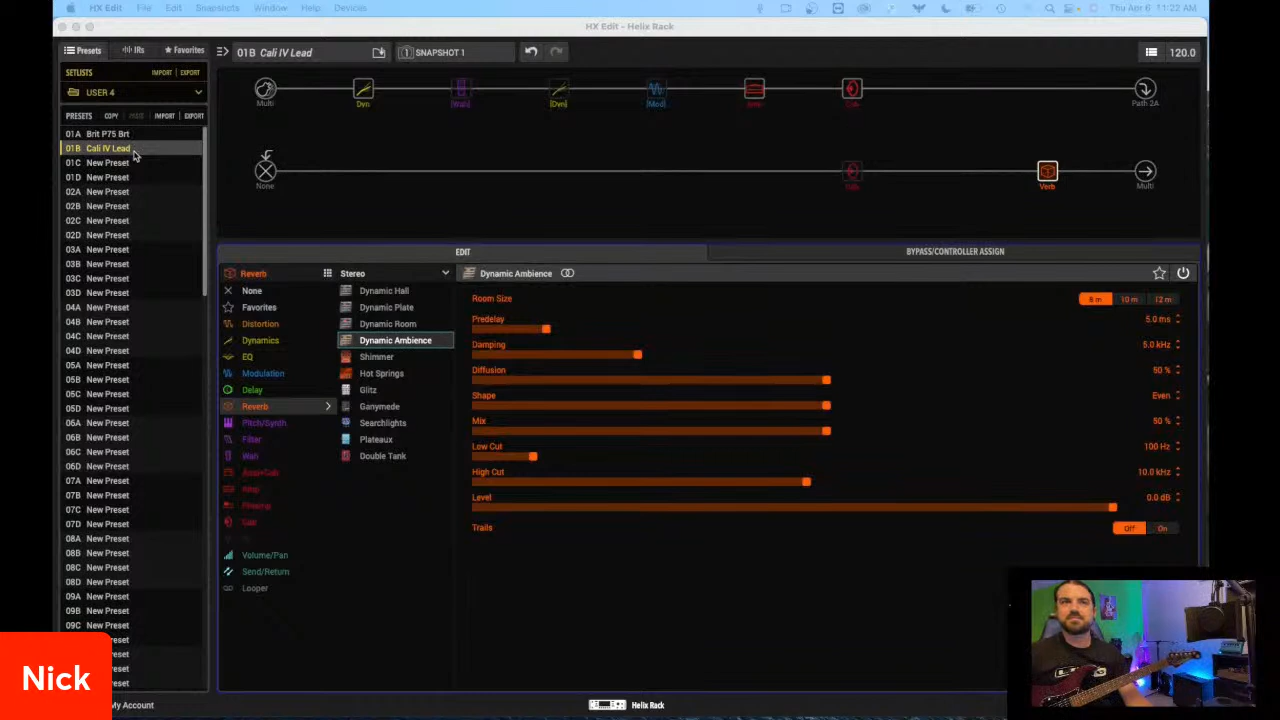 HX Edit File Edit Snapshots Window Help Devices Thu Apr 6 11:22 AM
HX Edit - Helix Rack
Presets IRs Favorites 01B Cali IV Lead 1 SNAPSHOT 1 120.0
SETLISTS IMPORT EXPORT
USER 4
PRESETS COPY IMPORT EXPORT
Multi Dyn [Wah] [Dyn] [Mod] Path 2A
None Verb Multi
01A Brit P75 Brt
01B Cali IV Lead
01C New Preset
01D New Preset
02A New Preset
02B New Preset
02C New Preset
02D New Preset
03A New Preset
03B New Preset
03C New Preset
03D New Preset
04A New Preset
04B New Preset
04C New Preset
04D New Preset
05A New Preset
05B New Preset
05C New Preset
05D New Preset
06A New Preset
06B New Preset
06C New Preset
06D New Preset
07A New Preset
07B New Preset
07C New Preset
07D New Preset
08A New Preset
08B New Preset
08C New Preset
08D New Preset
09A New Preset
09B New Preset
09C New Preset
EDIT BYPASS/CONTROLLER ASSIGN
Reverb Stereo Dynamic Ambience
None
Favorites
Distortion
Dynamics
EQ
Modulation
Delay
Reverb
Pitch/Synth
Filter
Wah
Amp+Cab
Amp
Preamp
Cab
Volume/Pan
Send/Return
Looper
Dynamic Hall
Dynamic Plate
Dynamic Room
Dynamic Ambience
Shimmer
Hot Springs
Glitz
Ganymede
Searchlights
Plateaux
Double Tank
Room Size 8 m 10 m 12 m
Predelay 5.0 ms
Damping 5.0 kHz
Diffusion 50 %
Shape Even
Mix 50 %
Low Cut 100 Hz
High Cut 10.0 kHz
Level 0.0 dB
Trails Off On
Nick
My Account
Helix Rack